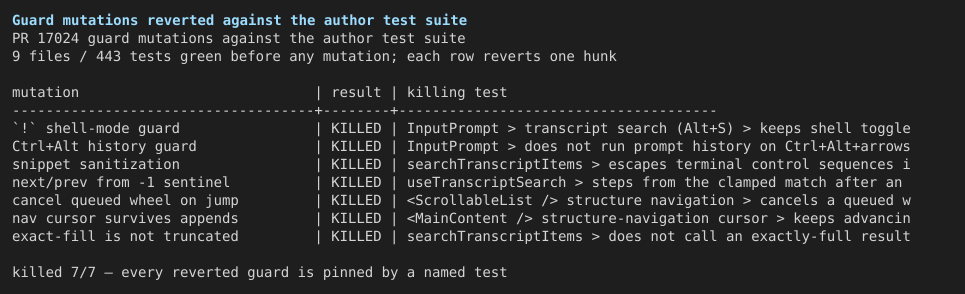 Guard mutations reverted against the author test suite
PR 17024 guard mutations against the author test suite
9 files / 443 tests green before any mutation; each row reverts one hunk
mutation | result | killing test
-------------------------------------+--------+---------------------------------------
`!` shell-mode guard | KILLED | InputPrompt > transcript search (Alt+S) > keeps shell toggle
Ctrl+Alt history guard | KILLED | InputPrompt > does not run prompt history on Ctrl+Alt+arrows
snippet sanitization | KILLED | searchTranscriptItems > escapes terminal control sequences i
next/prev from -1 sentinel | KILLED | useTranscriptSearch > steps from the clamped match after an
cancel queued wheel on jump | KILLED | <ScrollableList /> structure navigation > cancels a queued w
nav cursor survives appends | KILLED | <MainContent /> structure-navigation cursor > keeps advancin
exact-fill is not truncated | KILLED | searchTranscriptItems > does not call an exactly-full result
killed 7/7 — every reverted guard is pinned by a named test